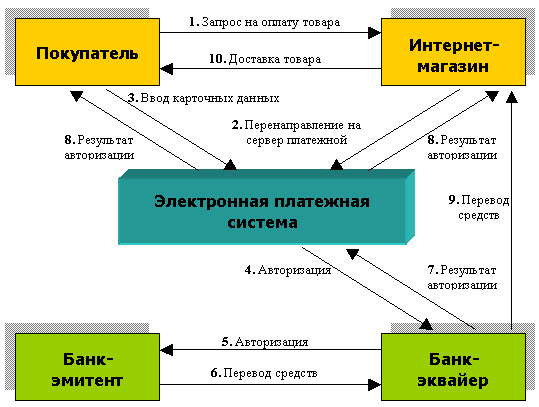 1. Запрос на оплату товара
Покупатель
Интернет-
магазин
10. Доставка товара
3. Ввод карточных данных
8. Результат
авторизации
2. Перенаправление на
сервер платежной
8. Результат
авторизации
Электронная платежная
система
9. Перевод
средств
4. Авторизация
7. Результат
авторизации
Банк-
эмитент
5. Авторизация
6. Перевод средств
Банк-
эквайер